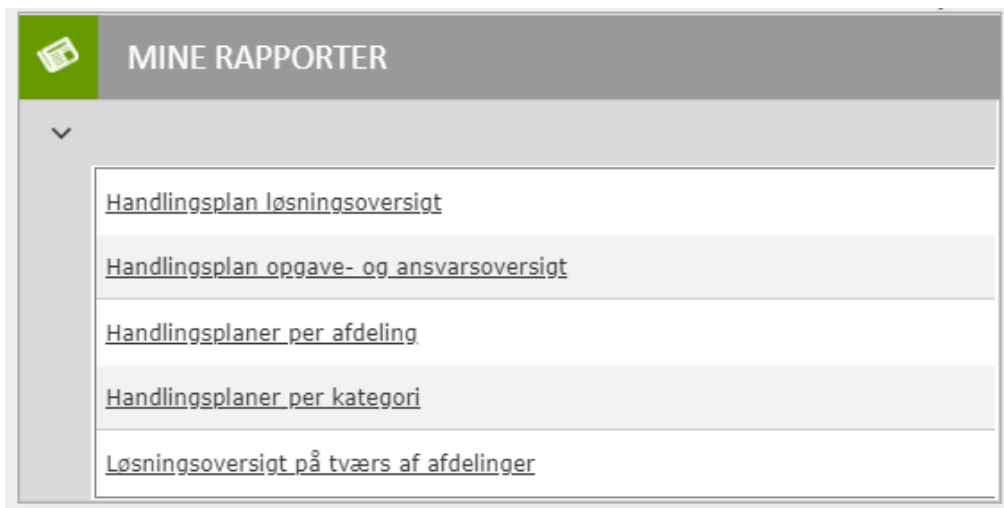 MINE RAPPORTER
Handlingsplan løsningsoversigt
Handlingsplan opgave- og ansvarsoversigt
Handlingsplaner per afdeling
Handlingsplaner per kategori
Løsningsoversigt på tværs af afdelinger